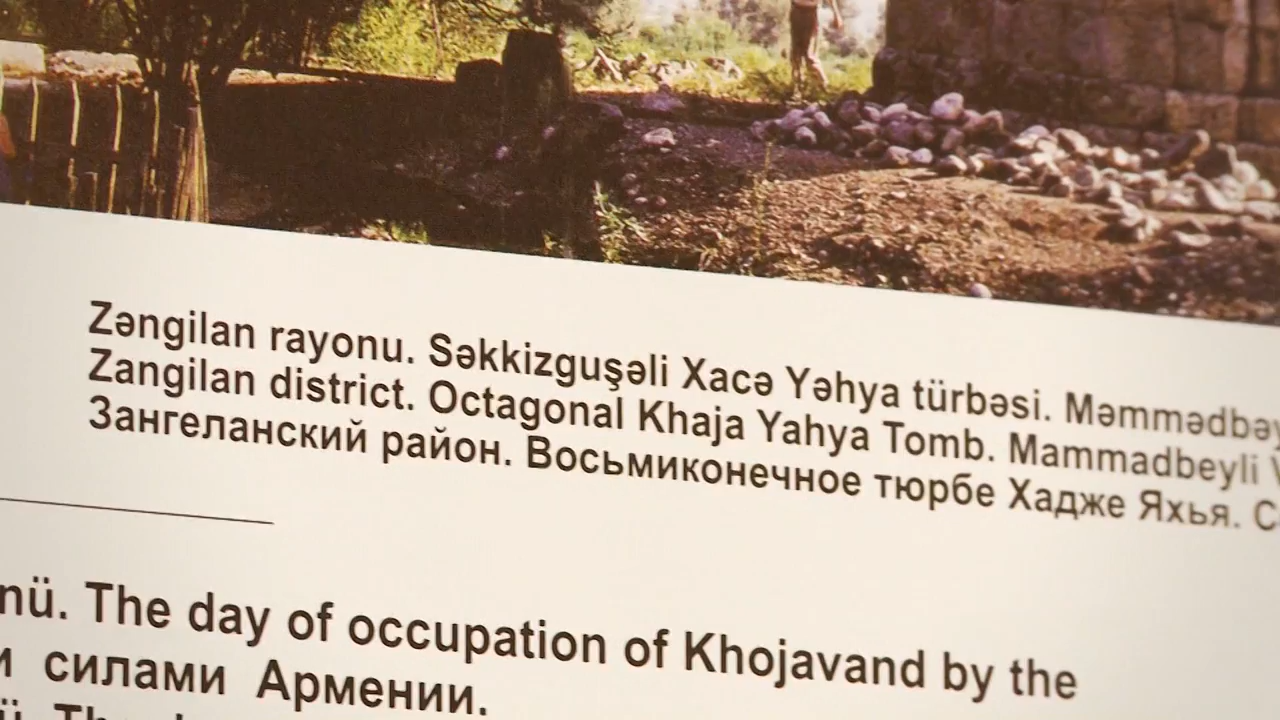 Zəngilan rayonu. Səkkizguşəli Xacə Yəhya türbəsi. Məmmədbəy
Zangilan district. Octagonal Khaja Yahya Tomb. Mammadbeyli
Зангеланский район. Восьмиконечное тюрбе Хадже Яхья. С
nü. The day of occupation of Khojavand by the
и силами Армении.